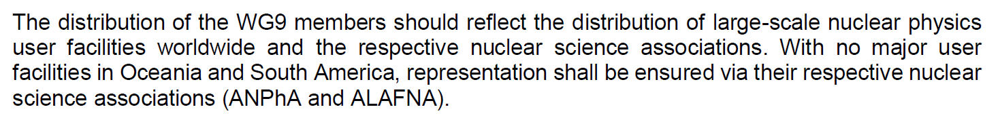 The distribution of the WG9 members should reflect the distribution of large-scale nuclear physics
user facilities worldwide and the respective nuclear science associations. With no major user
facilities in Oceania and South America, representation shall be ensured via their respective nuclear
science associations (ANPhA and ALAFNA).